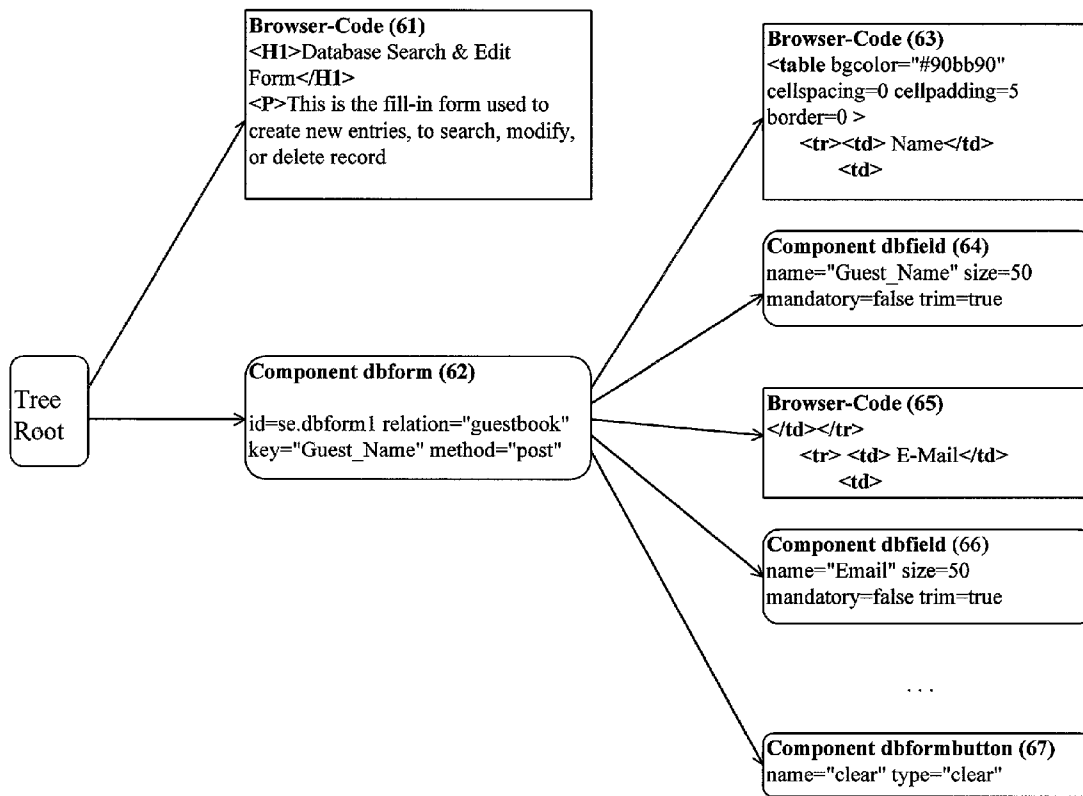 Tree
Root
Browser-Code (61)
<H1>Database Search & Edit
Form</H1>
<P>This is the fill-in form used to
create new entries, to search, modify,
or delete record
Component dbform (62)
id=se.dbform1 relation="guestbook"
key="Guest_Name" method="post"
Browser-Code (63)
<table bgcolor="#90bb90"
cellspacing=0 cellpadding=5
border=0 >
<tr><td> Name</td>
<td>
Component dbfield (64)
name="Guest_Name" size=50
mandatory=false trim=true
Browser-Code (65)
</td></tr>
<tr> <td> E-Mail</td>
<td>
Component dbfield (66)
name="Email" size=50
mandatory=false trim=true
. . .
Component dbformbutton (67)
name="clear" type="clear"